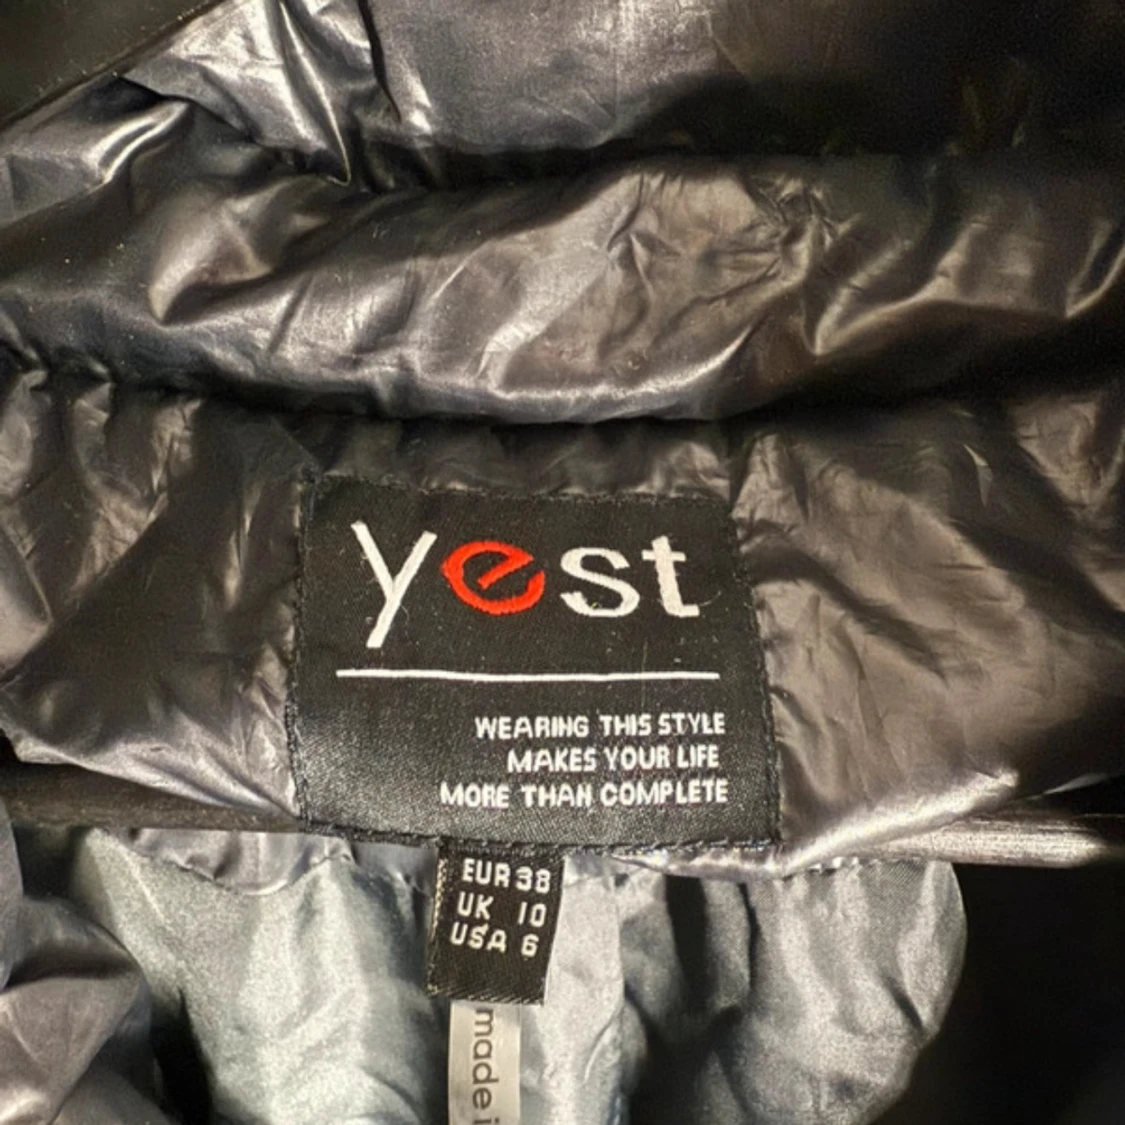 yest
WEARING THIS STYLE
MAKES YOUR LIFE
MORE THAN COMPLETE
EUR 38
UK 10
USA 6
made